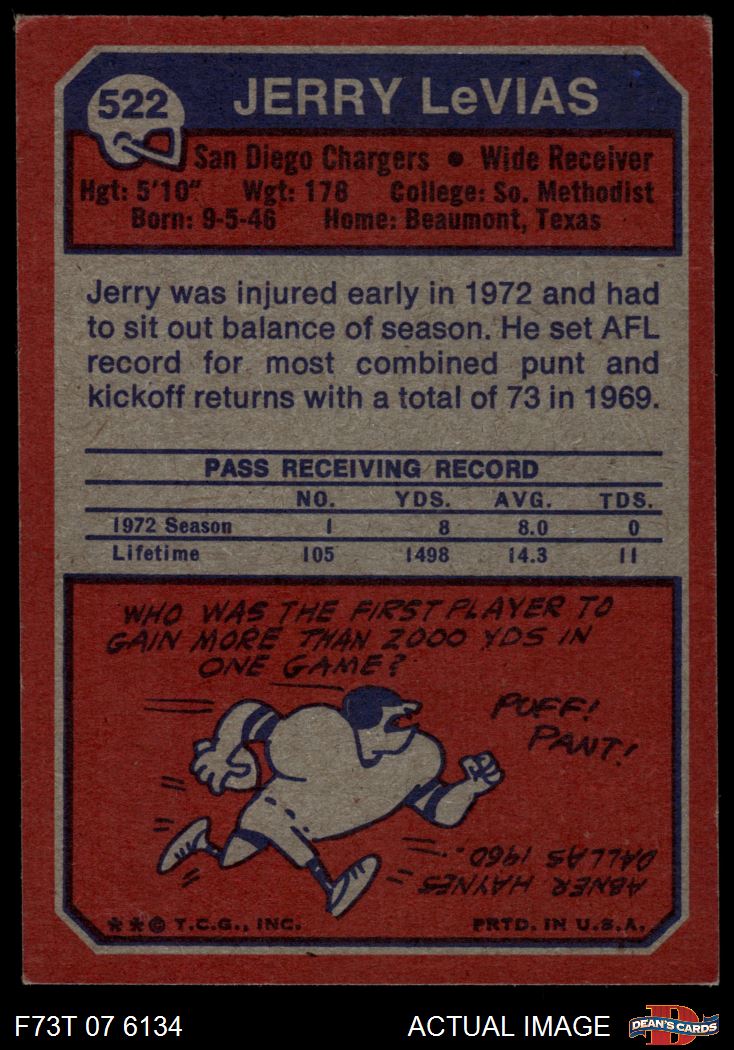 522
JERRY LeVIAS
San Diego Chargers • Wide Receiver
Hgt: 5'10" Wgt: 178 College: So. Methodist
Born: 9-5-46 Home: Beaumont, Texas
Jerry was injured early in 1972 and had
to sit out balance of season. He set AFL
record for most combined punt and
kickoff returns with a total of 73 in 1969.
PASS RECEIVING RECORD
NO. YDS. AVG. TDS.
1972 Season 1 8 8.0 0
Lifetime 105 1498 14.3 11
WHO WAS THE FIRST PLAYER TO
GAIN MORE THAN 2000 YDS IN
ONE GAME?
PUFF!
PANT!
ABNER HAYNES
DALLAS 1960.
**© T.C.G., INC. PRTD. IN U.S.A.
F73T 07 6134 ACTUAL IMAGE
DEAN'S CARDS